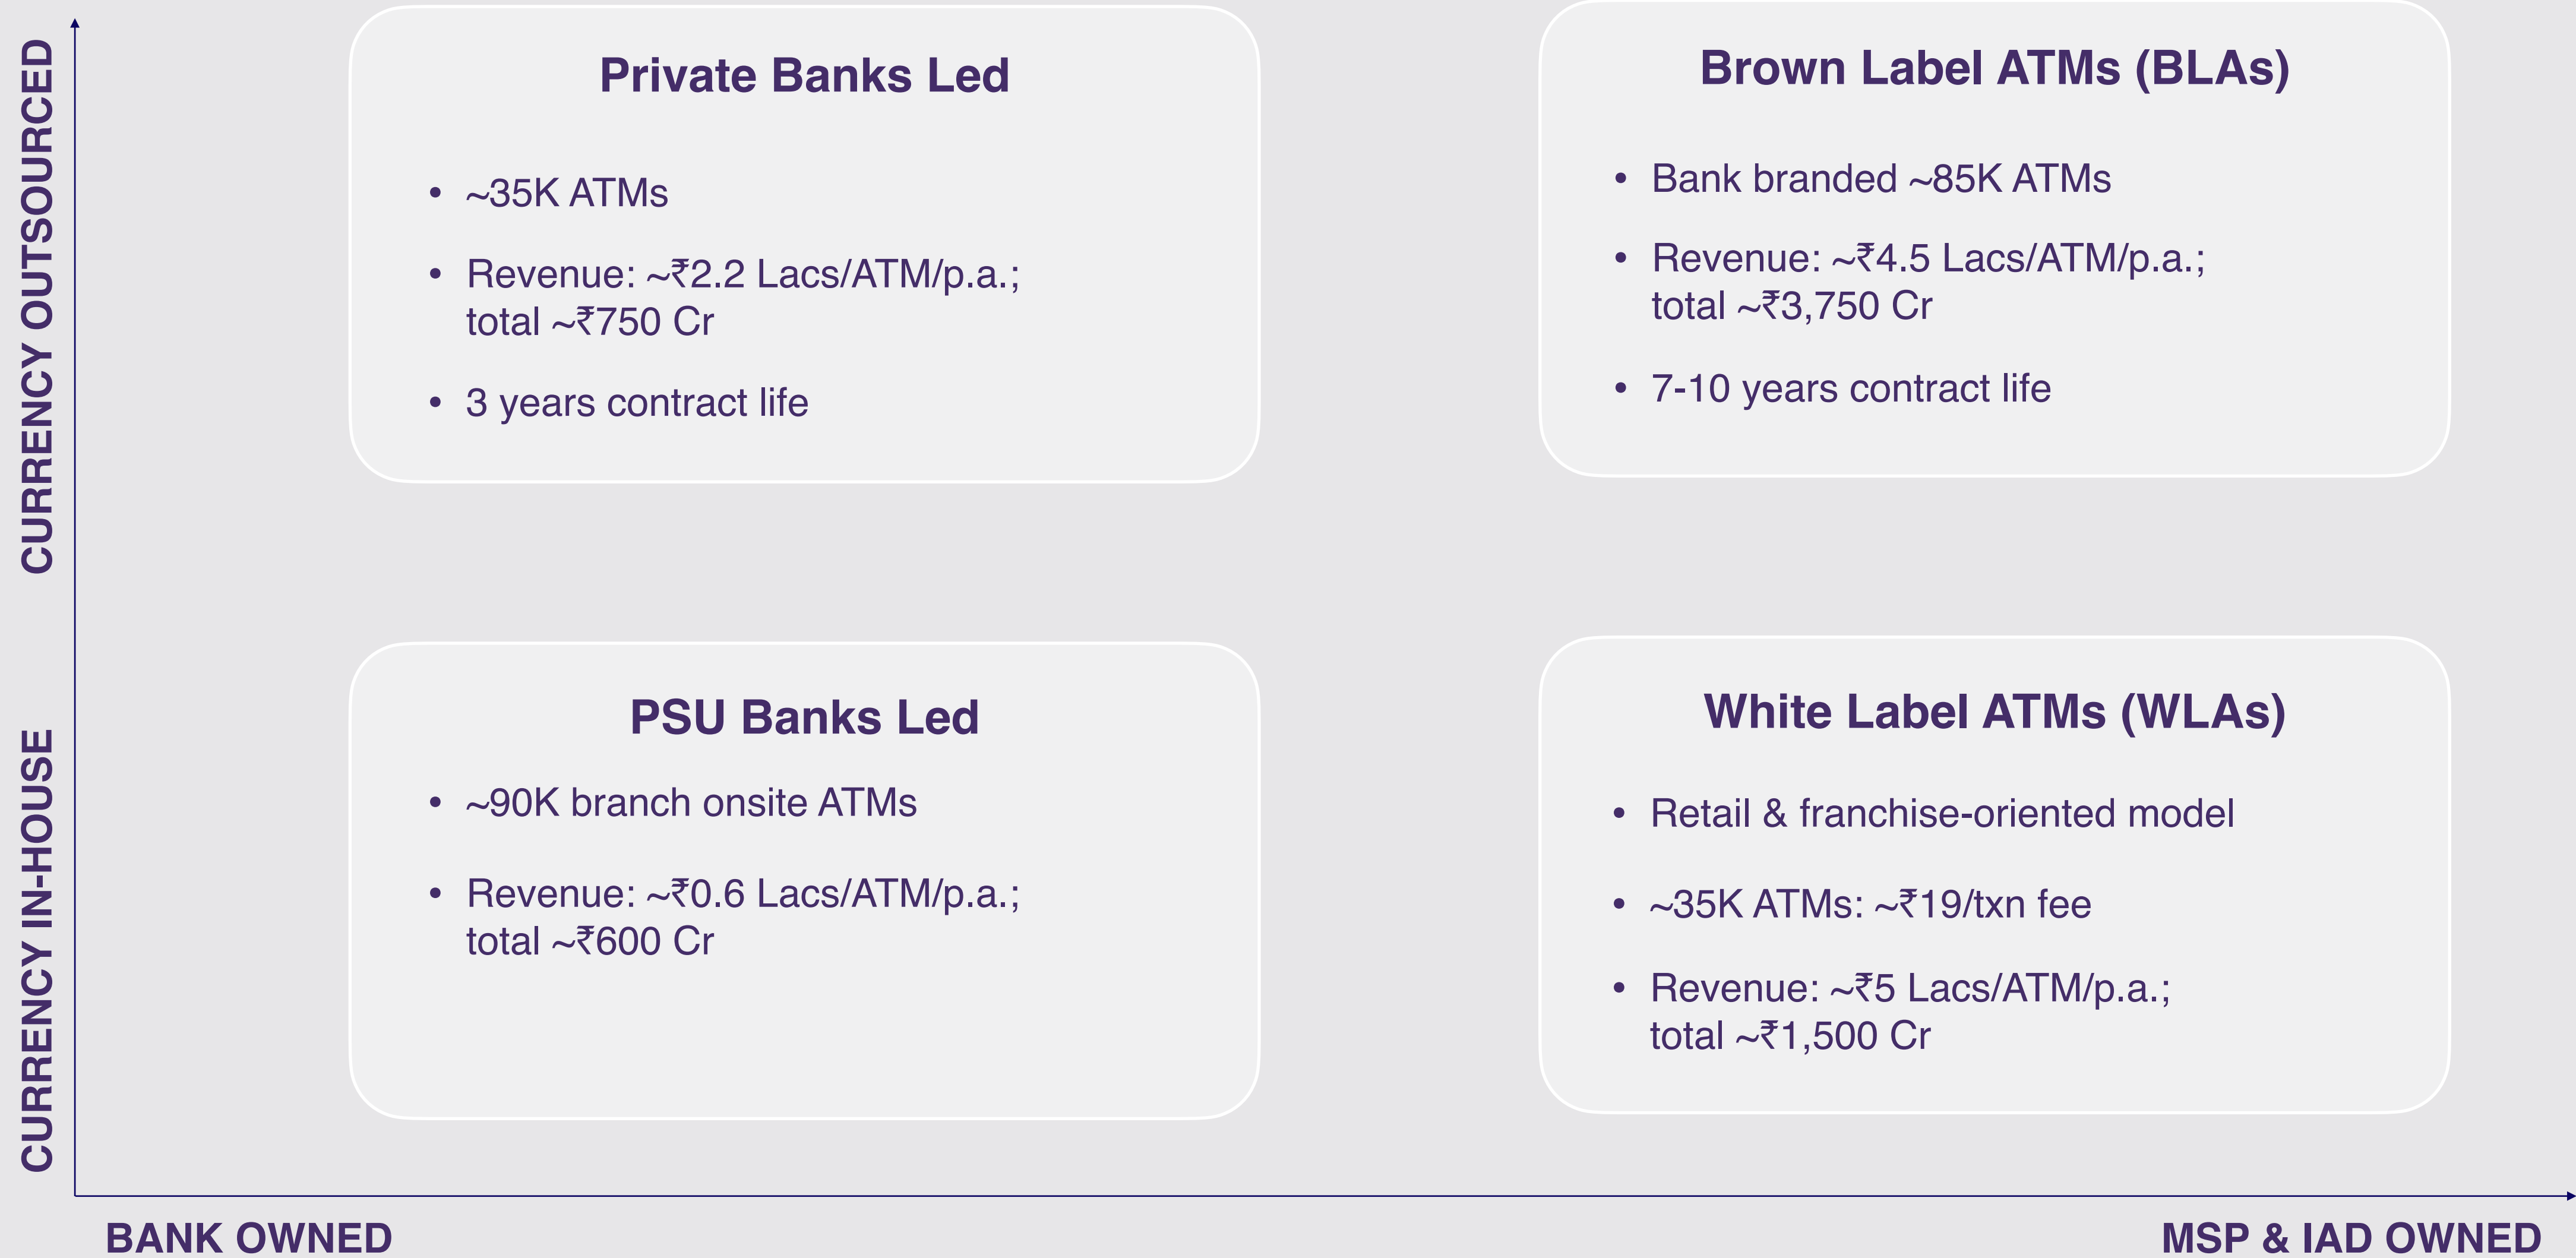 CURRENCY OUTSOURCED
Private Banks Led
• ~35K ATMs
• Revenue: ~₹2.2 Lacs/ATM/p.a.;
total ~₹750 Cr
• 3 years contract life
Brown Label ATMs (BLAs)
• Bank branded ~85K ATMs
• Revenue: ~₹4.5 Lacs/ATM/p.a.;
total ~₹3,750 Cr
• 7-10 years contract life
CURRENCY IN-HOUSE
PSU Banks Led
• ~90K branch onsite ATMs
• Revenue: ~₹0.6 Lacs/ATM/p.a.;
total ~₹600 Cr
White Label ATMs (WLAs)
• Retail & franchise-oriented model
• ~35K ATMs: ~₹19/txn fee
• Revenue: ~₹5 Lacs/ATM/p.a.;
total ~₹1,500 Cr
BANK OWNED
MSP & IAD OWNED